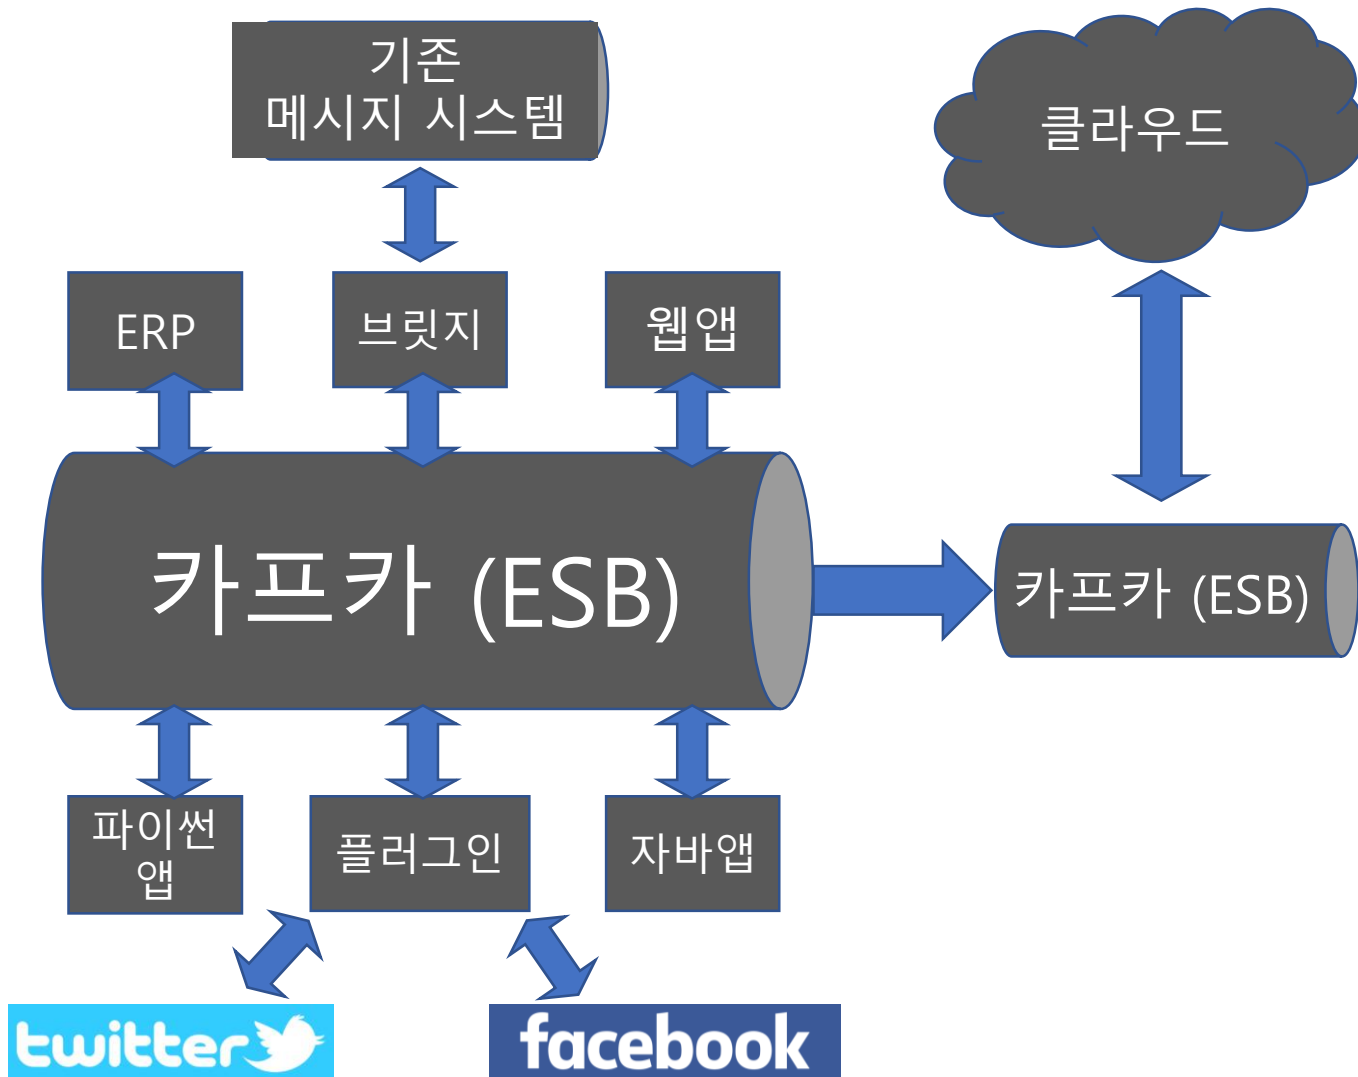 기존
메시지 시스템
클라우드
ERP
브릿지
웹앱
카프카 (ESB)
카프카 (ESB)
파이썬
앱
플러그인
자바앱
twitter
facebook